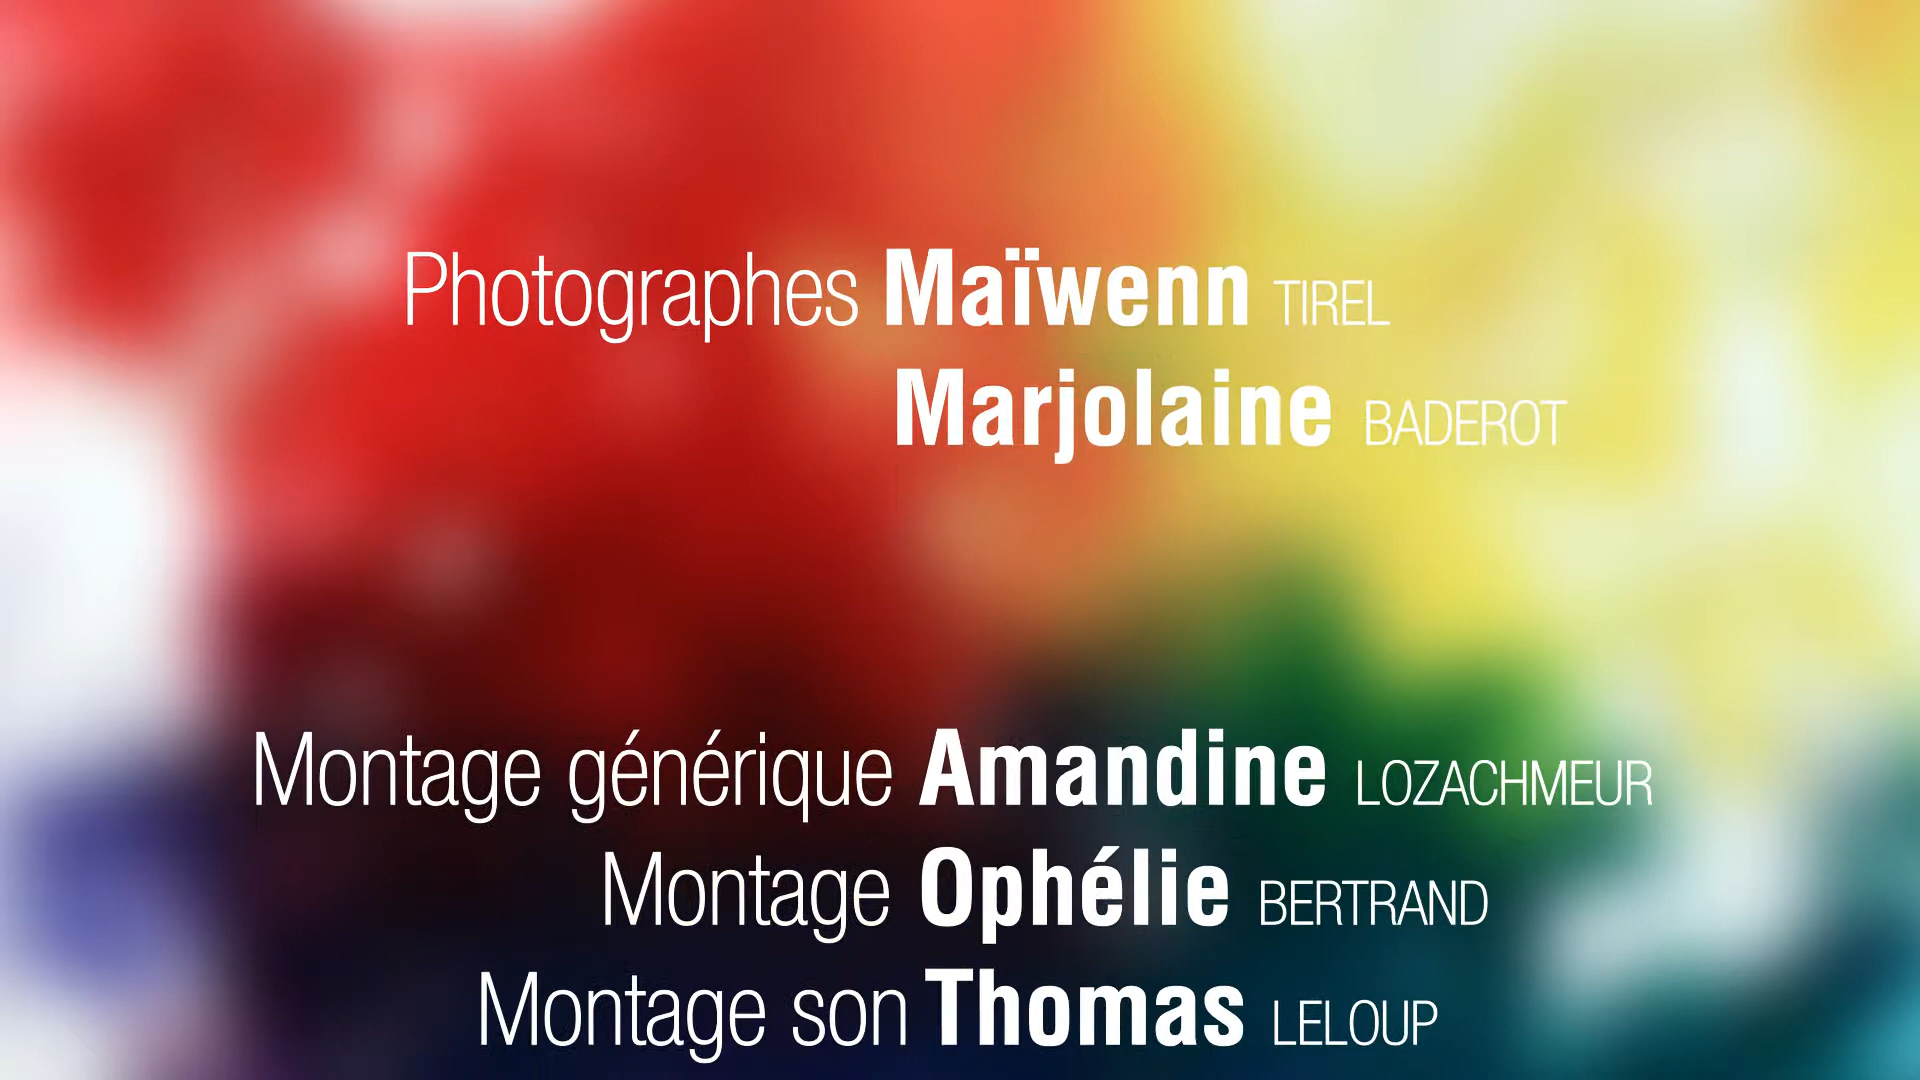 Photographes Maïwenn TIREL
Marjolaine BADEROT
Montage générique Amandine LOZACHMEUR
Montage Ophélie BERTRAND
Montage son Thomas LELOUP